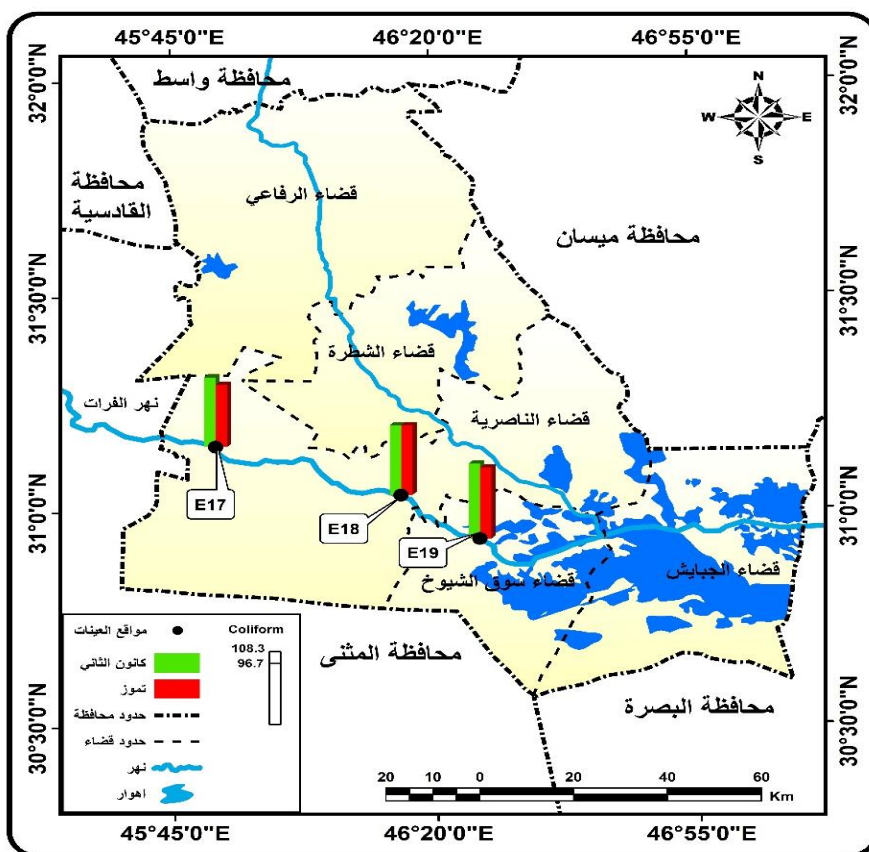 45°45'0"E 46°20'0"E 46°55'0"E
32°0'0"N
31°30'0"N
31°0'0"N
30°30'0"N
محافظة واسط
N
W E
S
محافظة
القادسية
قضاء الرفاعي
محافظة ميسان
قضاء الشطرة
نهر الفرات
قضاء الناصرية
E17
E18
E19
قضاء سوق الشيوخ
قضاء الجبايش
محافظة المثنى
محافظة البصرة
مواقع العينات
كانون الثاني
تموز
حدود محافظة
حدود قضاء
نهر
اهوار
Coliform
108.3
96.7
20 10 0 20 40 60
Km
32°0'0"N
31°30'0"N
31°0'0"N
30°30'0"N
45°45'0"E 46°20'0"E 46°55'0"E